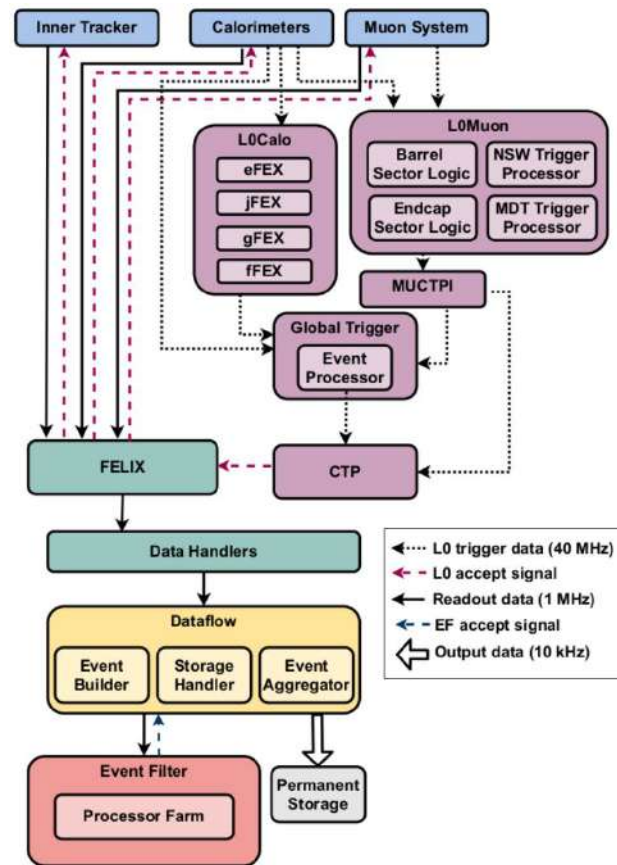 Inner Tracker
Calorimeters
Muon System
L0Calo
eFEX
jFEX
gFEX
fFEX
L0Muon
Barrel
Sector Logic
NSW Trigger
Processor
Endcap
Sector Logic
MDT Trigger
Processor
MUCTPI
Global Trigger
Event
Processor
FELIX
CTP
Data Handlers
Dataflow
Event
Builder
Storage
Handler
Event
Aggregator
Event Filter
Processor Farm
Permanent
Storage
L0 trigger data (40 MHz)
L0 accept signal
Readout data (1 MHz)
EF accept signal
Output data (10 kHz)